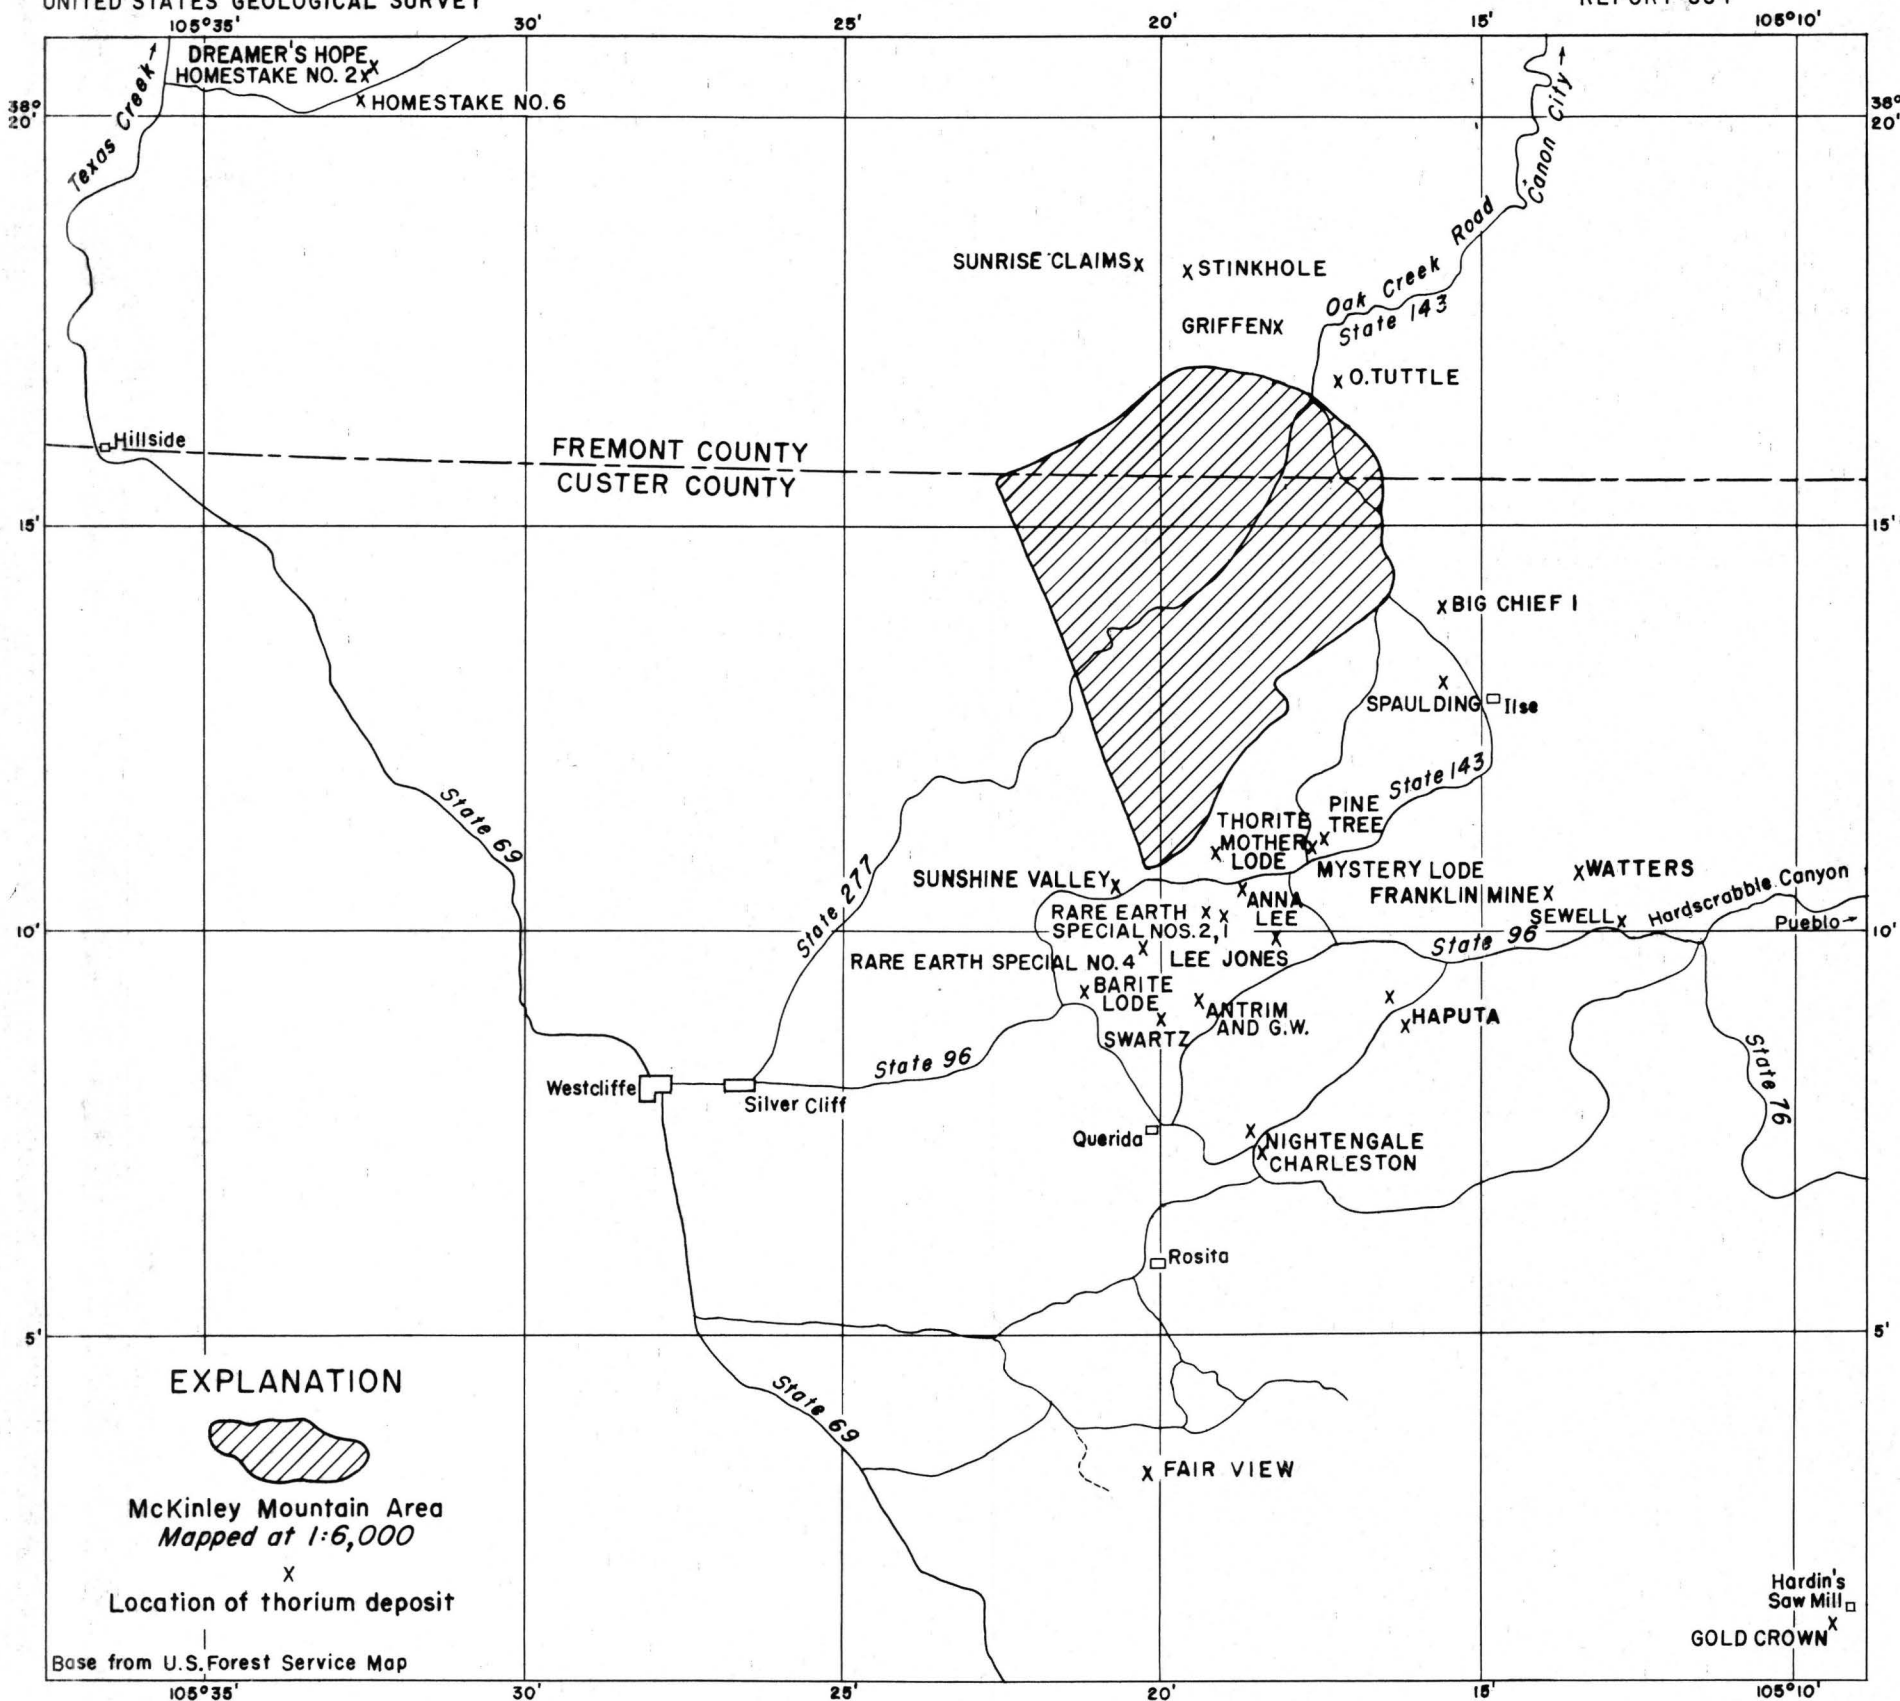 UNITED STATES GEOLOGICAL SURVEY
105°35' 30' 25' 20' 15' 105°10'
DREAMER'S HOPE x
HOMESTAKE NO. 2 x x
x HOMESTAKE NO. 6
38°
20'
38°
20'
Texas Creek
Canon City
Oak Creek Road
State 143
SUNRISE CLAIMS x
x STINKHOLE
GRIFFEN x
x O. TUTTLE
Hillside
FREMONT COUNTY
CUSTER COUNTY
15'
15'
x BIG CHIEF I
x
SPAULDING
Ilse
State 69
State 143
PINE
TREE
THORITE
MOTHER
LODE
MYSTERY LODE
x WATTERS
SUNSHINE VALLEY x
FRANKLIN MINE x
Hardscrabble Canyon
State 277
ANNA
LEE
RARE EARTH x x
SPECIAL NOS. 2, 1
SEWELL x
Pueblo
10'
10'
State 96
RARE EARTH SPECIAL NO. 4 x
LEE JONES
x BARITE
LODE
x ANTRIM
AND G.W.
x
x HAPUTA
x
SWARTZ
State 96
State 76
Westcliffe
Silver Cliff
Querida
x NIGHTENGALE
x CHARLESTON
Rosita
5'
5'
EXPLANATION
State 69
x FAIR VIEW
McKinley Mountain Area
Mapped at 1:6,000
x
Location of thorium deposit
Hardin's
Saw Mill
GOLD CROWN x
Base from U.S. Forest Service Map
105°35' 30' 25' 20' 15' 105°10'